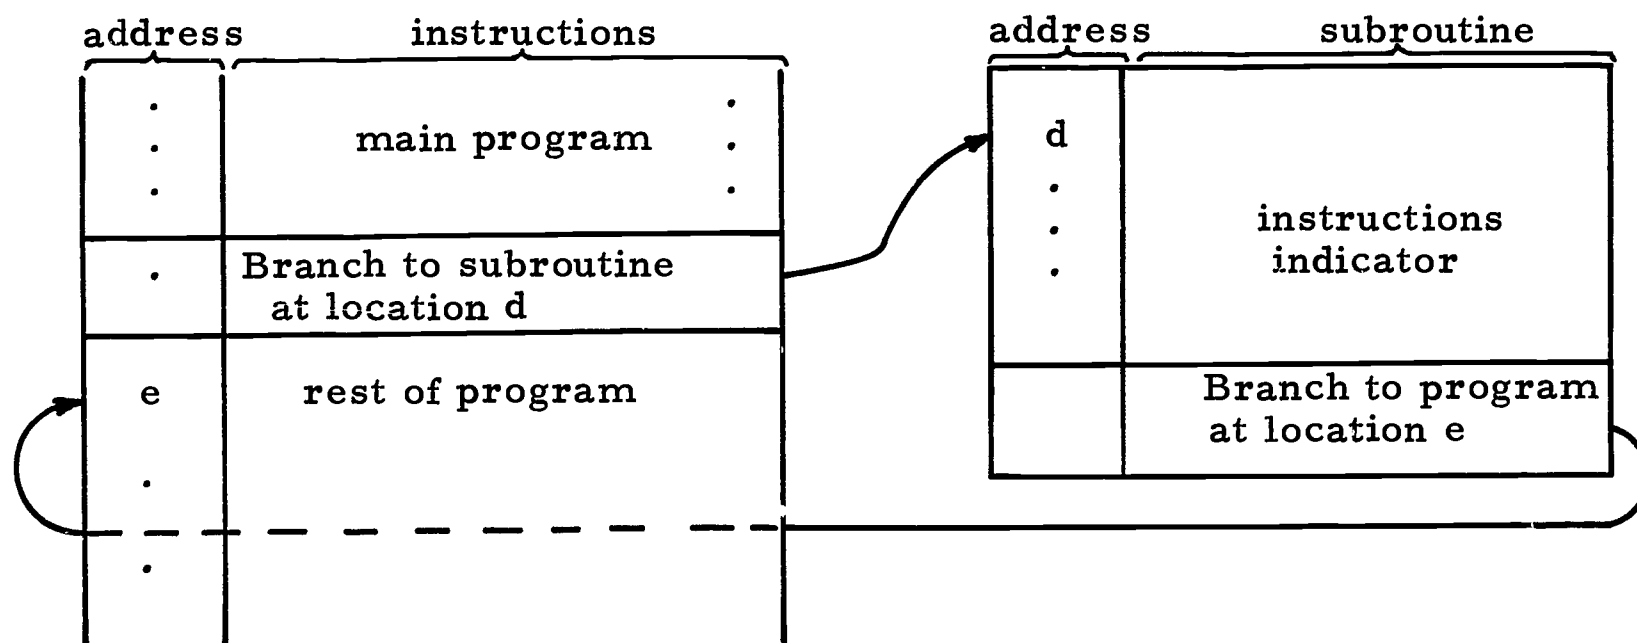 address instructions
main program
Branch to subroutine
at location d
e rest of program
address subroutine
d
instructions
indicator
Branch to program
at location e